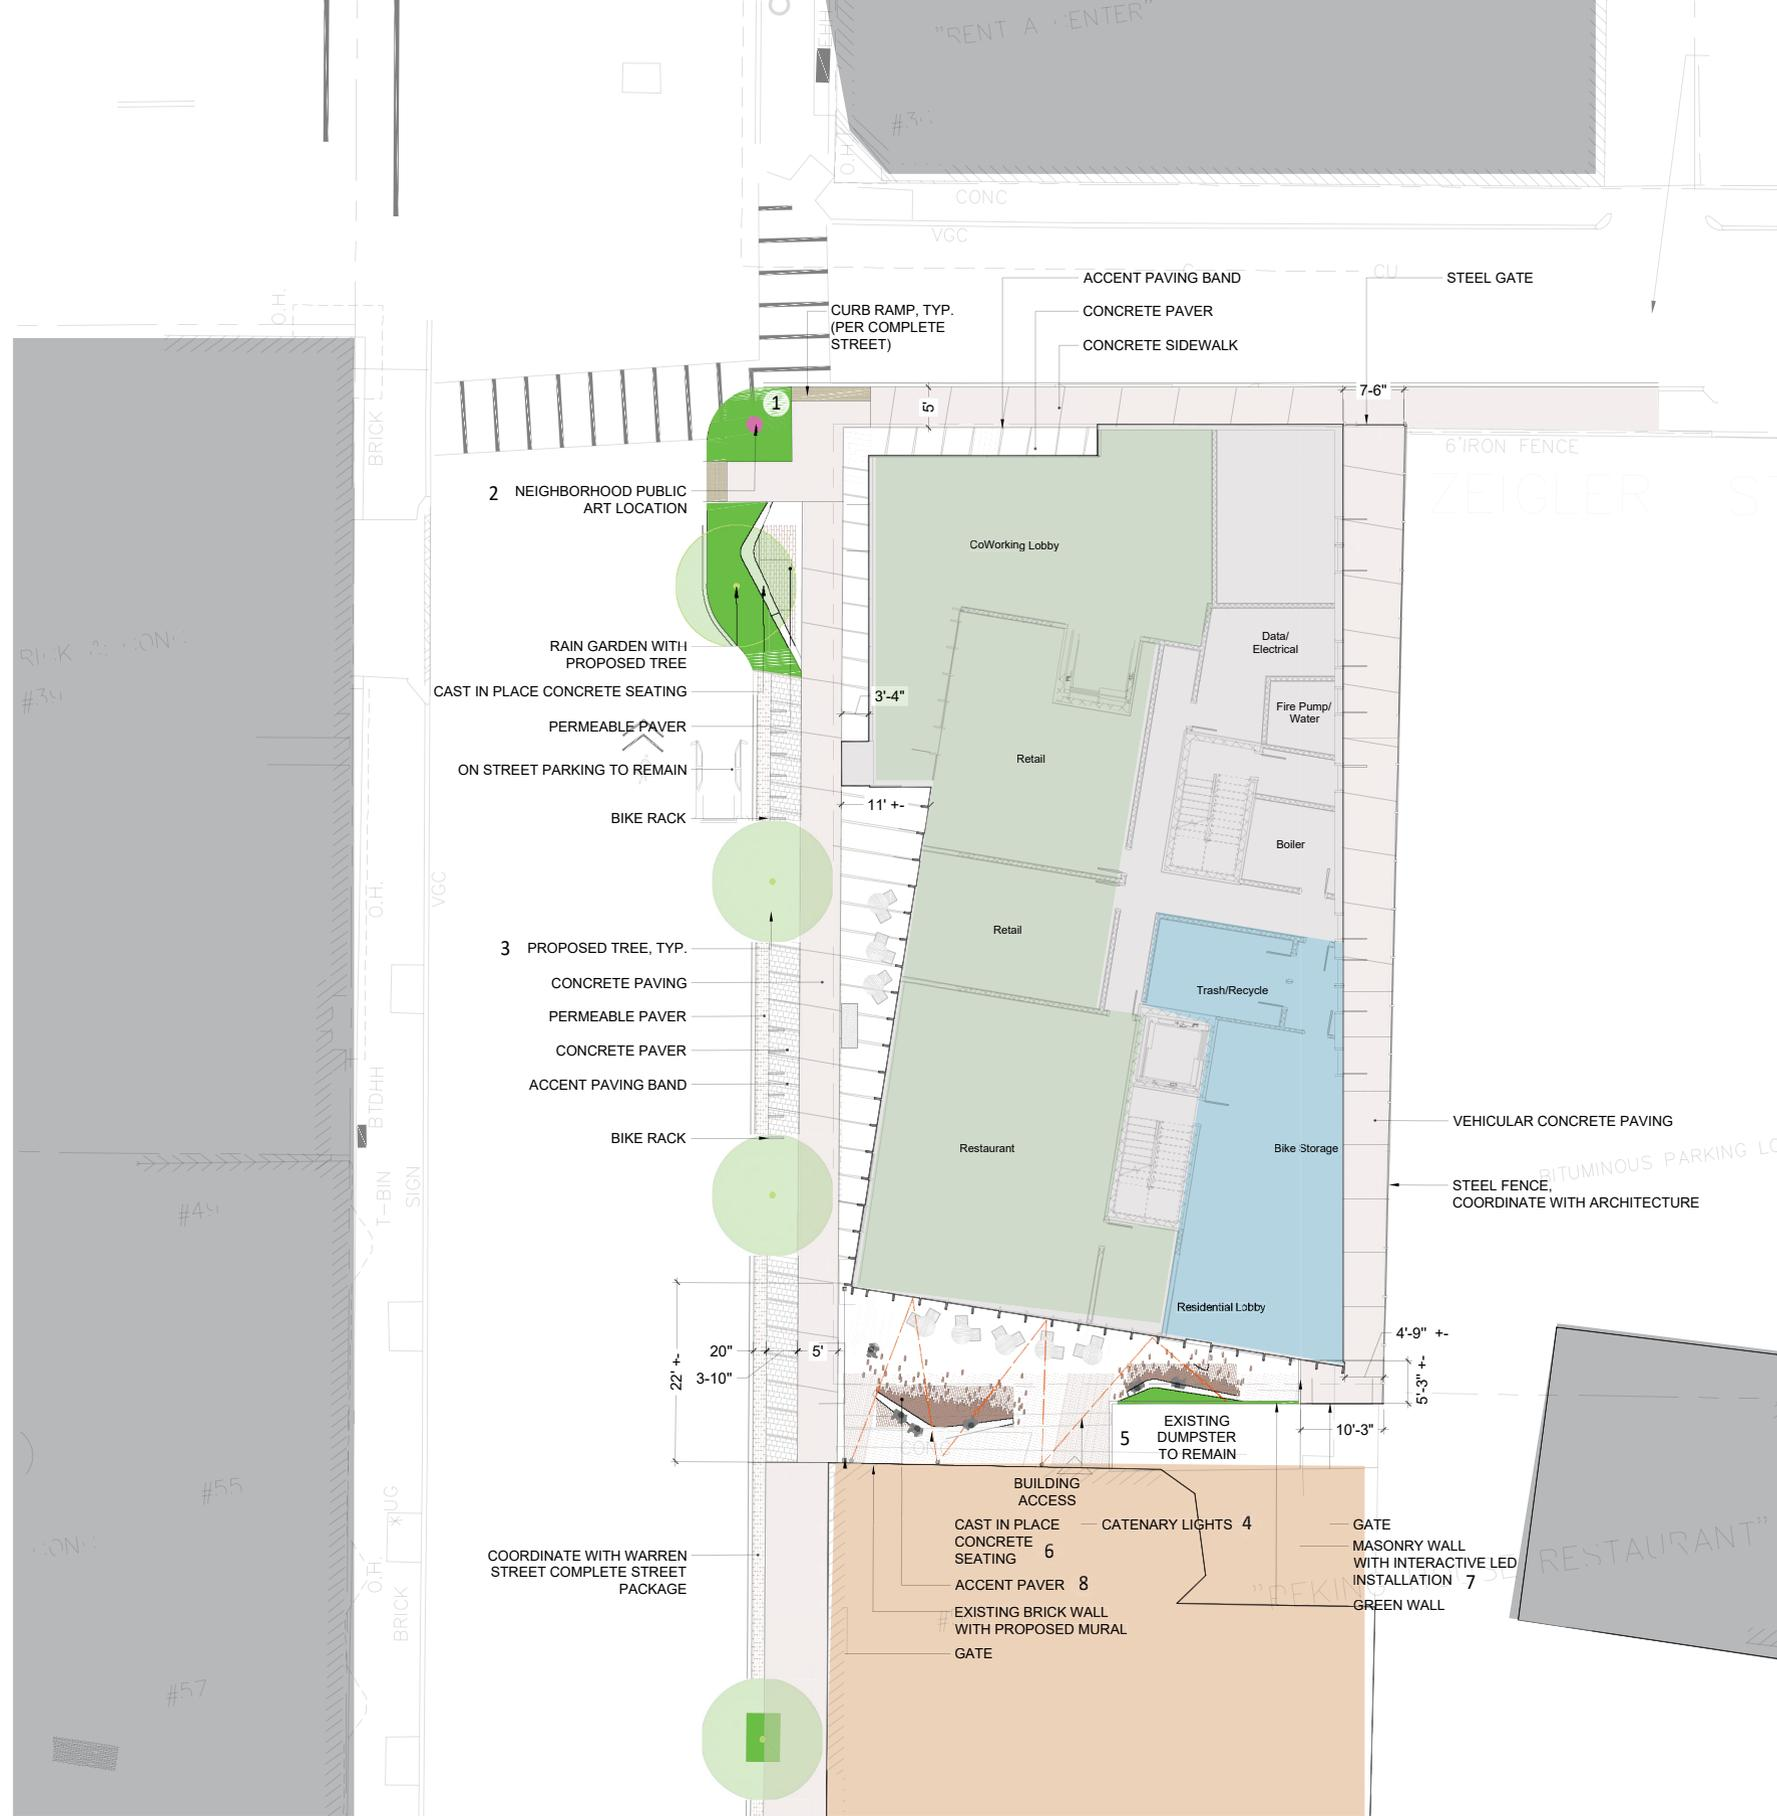 "RENT A CENTER"
O.H.
CONC
VGC
CU
ACCENT PAVING BAND
STEEL GATE
CURB RAMP, TYP.
(PER COMPLETE
STREET)
CONCRETE PAVER
CONCRETE SIDEWALK
O.H.
7'-6"
5'
1
BRICK
6'IRON FENCE
ZEIGLER ST
2 NEIGHBORHOOD PUBLIC
ART LOCATION
CoWorking Lobby
RAIN GARDEN WITH
PROPOSED TREE
Data/
Electrical
#39
CAST IN PLACE CONCRETE SEATING
3'-4"
Fire Pump/
Water
PERMEABLE PAVER
Retail
ON STREET PARKING TO REMAIN
11' +-
BIKE RACK
Boiler
O.H.
VGC
Retail
3 PROPOSED TREE, TYP.
CONCRETE PAVING
Trash/Recycle
PERMEABLE PAVER
CONCRETE PAVER
ACCENT PAVING BAND
BTDHH
VEHICULAR CONCRETE PAVING
BIKE RACK
Restaurant
Bike Storage
BITUMINOUS PARKING LO
STEEL FENCE,
COORDINATE WITH ARCHITECTURE
T-BIN
SIGN
#49
Residential Lobby
4'-9" +-
20"
5'
3'-10"
22' +-
5'-3" +-
EXISTING
DUMPSTER
TO REMAIN
5
10'-3"
BUILDING
ACCESS
#55
UG
CAST IN PLACE
CONCRETE
SEATING 6
CATENARY LIGHTS 4
GATE
MASONRY WALL
WITH INTERACTIVE LED
INSTALLATION 7
RESTAURANT"
COORDINATE WITH WARREN
STREET COMPLETE STREET
PACKAGE
O.H.
ACCENT PAVER 8
GREEN WALL
BRICK
EXISTING BRICK WALL
WITH PROPOSED MURAL
GATE
#57